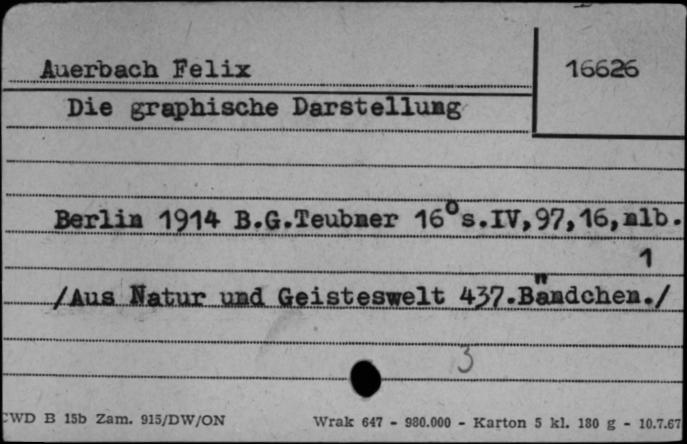 Auerbach Felix
16626
Die graphische Darstellung
Berlin 1914 B.G.Teubner 16°s.IV,97,16,nlb.
1
/Aus Natur und Geisteswelt 437.Bändchen./
3
CWD B 15b Zam. 915/DW/ON
Wrak 647 - 980.000 - Karton 5 kl. 180 g - 10.7.67